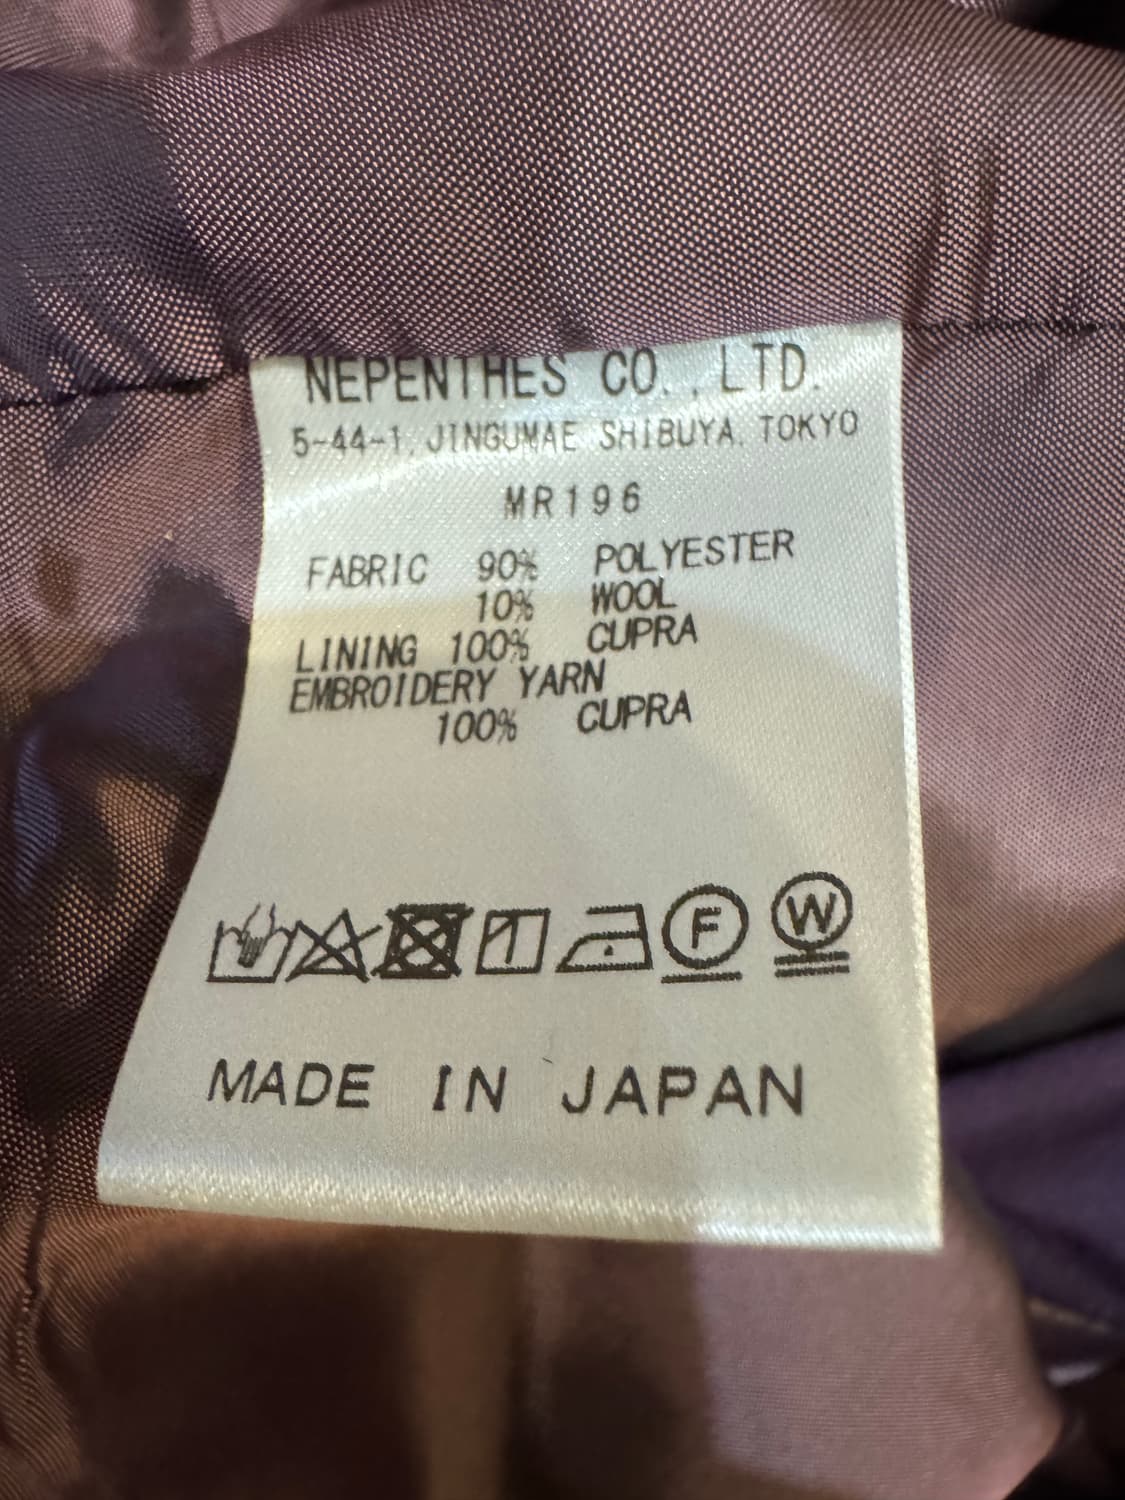 NEPENTHES CO., LTD.
5-44-1, JINGUMAE SHIBUYA, TOKYO
MR196
FABRIC 90% POLYESTER
10% WOOL
LINING 100% CUPRA
EMBROIDERY YARN
100% CUPRA
F W
MADE IN JAPAN